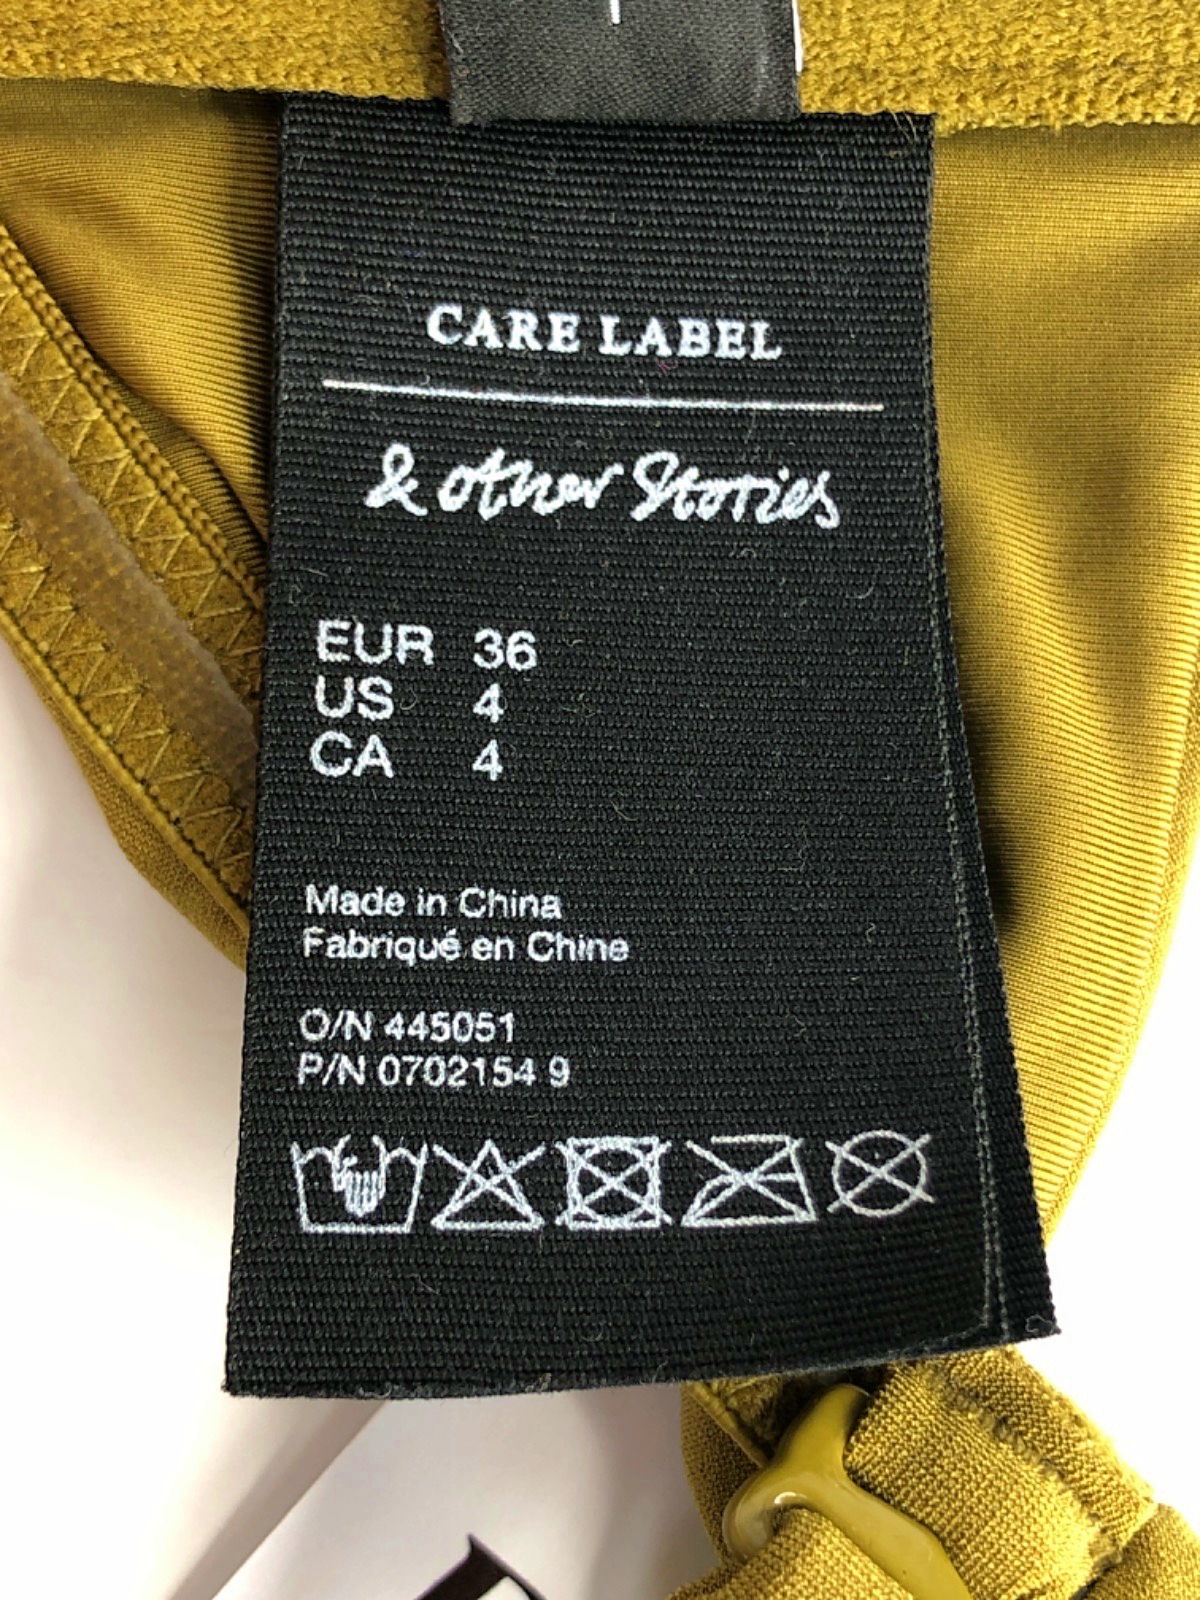 CARE LABEL
& other Stories
EUR 36
US 4
CA 4
Made in China
Fabriqué en Chine
O/N 445051
P/N 0702154 9